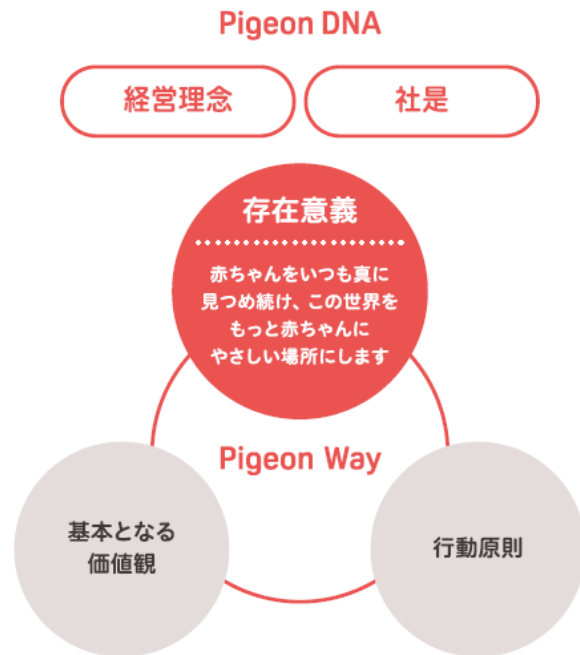 Pigeon DNA
経営理念
社是
存在意義
赤ちゃんをいつも真に
見つめ続け、この世界を
もっと赤ちゃんに
やさしい場所にします
Pigeon Way
基本となる
価値観
行動原則